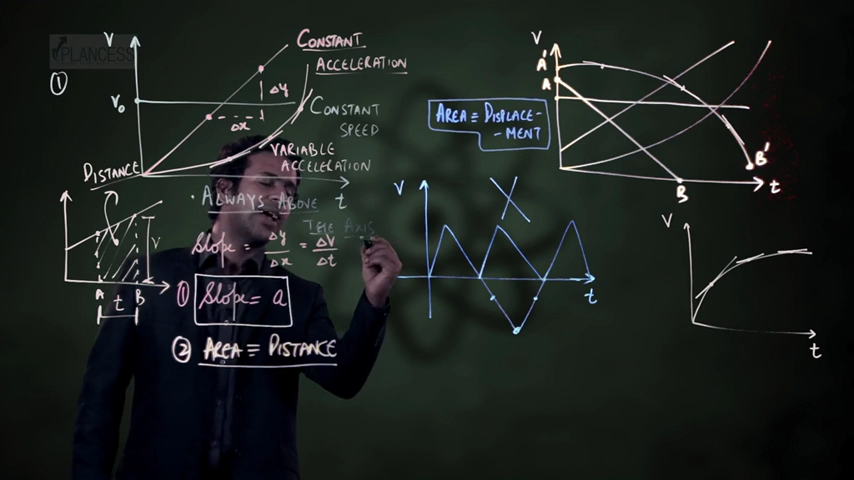 PLANCESS
①
V
V₀
CONSTANT
ACCELERATION
Δy
Δx
CONSTANT
SPEED
VARIABLE
ACCELERATION
t
DISTANCE
V
A t B
• ALWAYS ABOVE
AXIS
Slope = Δy/Δx = ΔV/Δt
① Slope = a
② AREA ≡ DISTANCE
AREA ≡ DISPLACE-
-MENT
V
t
V
A'
A
B'
B
t
V
t